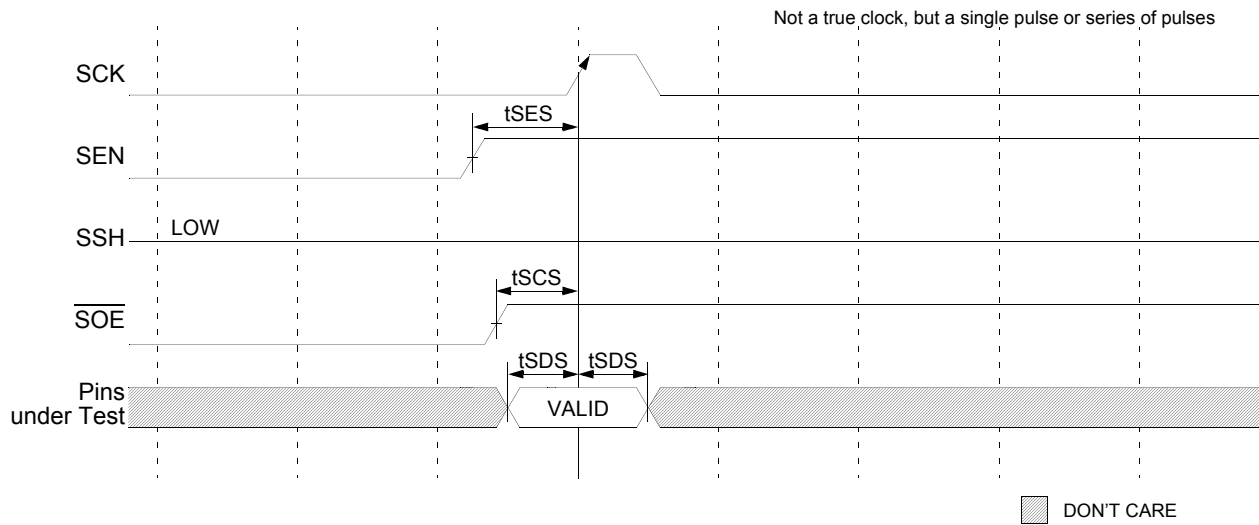 Not a true clock, but a single pulse or series of pulses
SCK
tSES
SEN
LOW
SSH
tSCS
SOE
tSDS tSDS
Pins
under Test
VALID
DON'T CARE